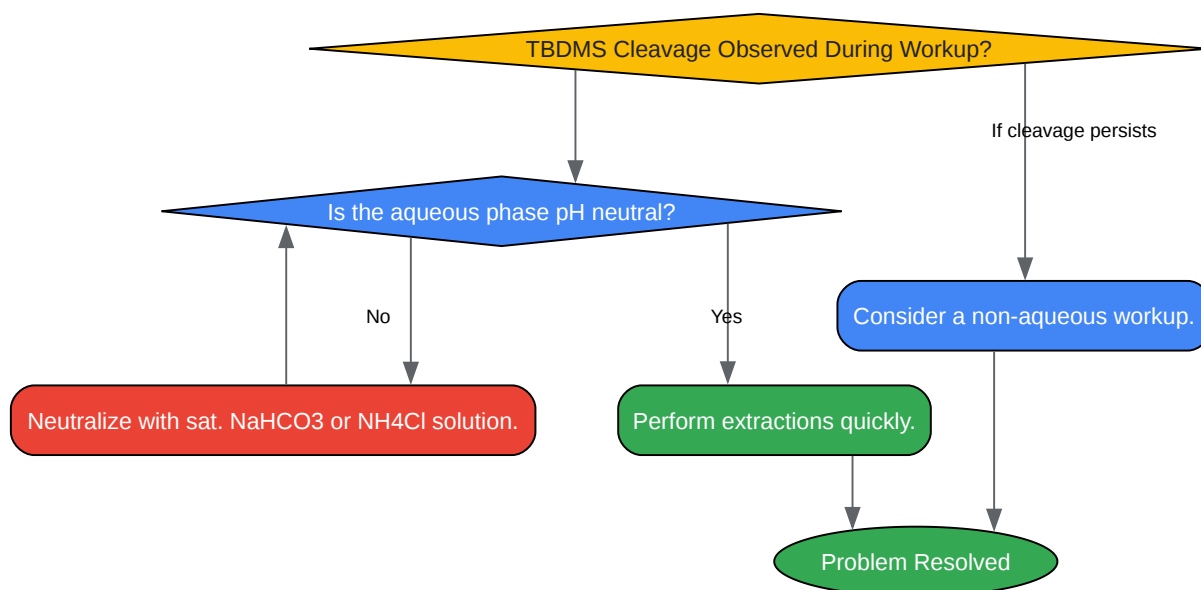 TBDMS Cleavage Observed During Workup?
If cleavage persists
Is the aqueous phase pH neutral?
No
Yes
Consider a non-aqueous workup.
Neutralize with sat. NaHCO3 or NH4Cl solution.
Perform extractions quickly.
Problem Resolved